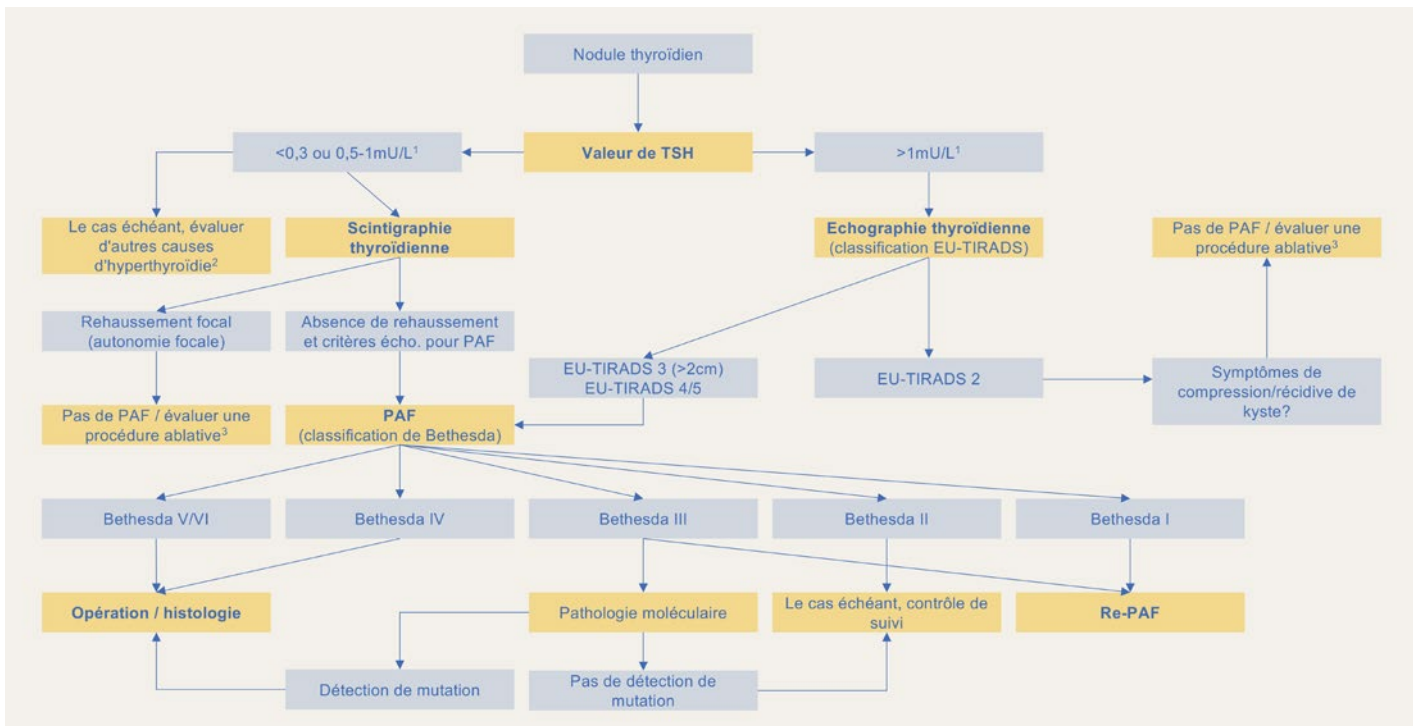 Nodule thyroïdien
<0,3 ou 0,5-1mU/L¹
Valeur de TSH
>1mU/L¹
Le cas échéant, évaluer
d'autres causes
d'hyperthyroïdie²
Scintigraphie
thyroïdienne
Echographie thyroïdienne
(classification EU-TIRADS)
Pas de PAF / évaluer une
procédure ablative³
Rehaussement focal
(autonomie focale)
Absence de rehaussement
et critères écho. pour PAF
EU-TIRADS 3 (>2cm)
EU-TIRADS 4/5
EU-TIRADS 2
Symptômes de
compression/récidive de
kyste?
Pas de PAF / évaluer une
procédure ablative³
PAF
(classification de Bethesda)
Bethesda V/VI
Bethesda IV
Bethesda III
Bethesda II
Bethesda I
Opération / histologie
Pathologie moléculaire
Le cas échéant, contrôle de
suivi
Re-PAF
Détection de mutation
Pas de détection de
mutation